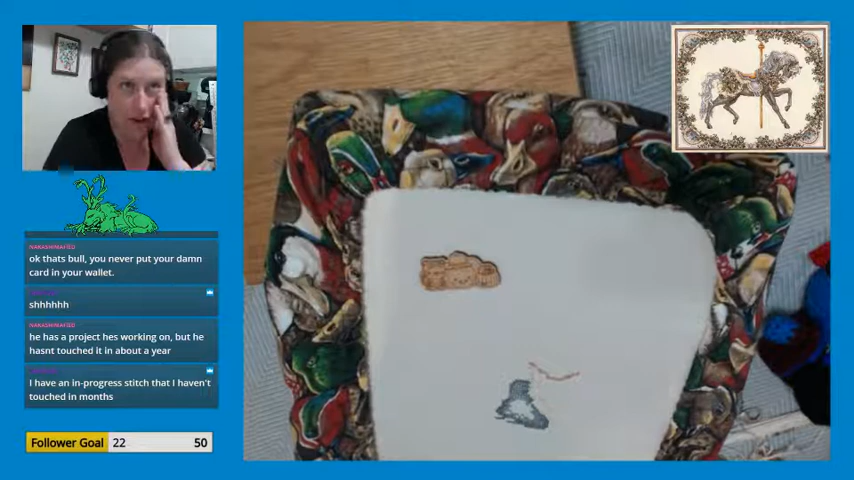 NAKASHIMAFIED
ok thats bull, you never put your damn
card in your wallet.
shhhhhh
NAKASHIMAFIED
he has a project hes working on, but he
hasnt touched it in about a year
I have an in-progress stitch that I haven't
touched in months
Follower Goal 22 50